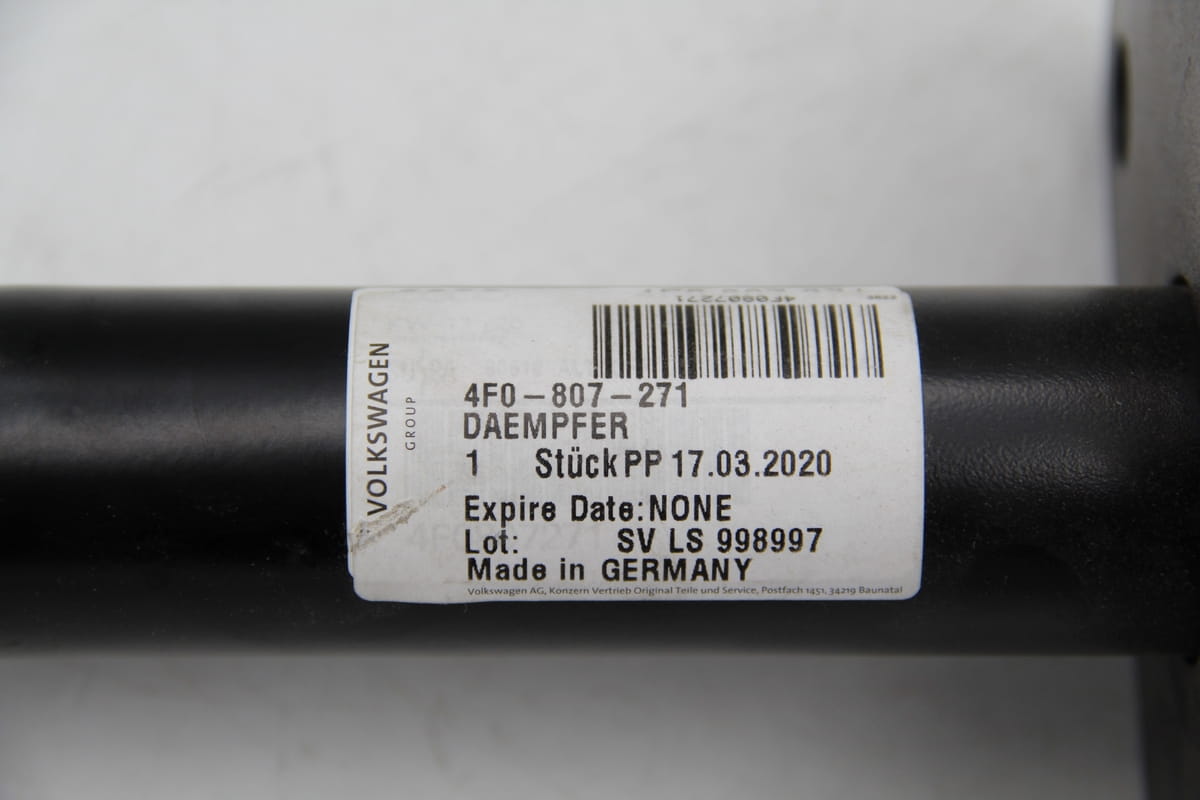 4F0807271
VOLKSWAGEN
GROUP
4F0-807-271
DAEMPFER
1 Stück PP 17.03.2020
Expire Date:NONE
Lot: SV LS 998997
Made in GERMANY
Volkswagen AG, Konzern Vertrieb Original Teile und Service, Postfach 1451, 34219 Baunatal